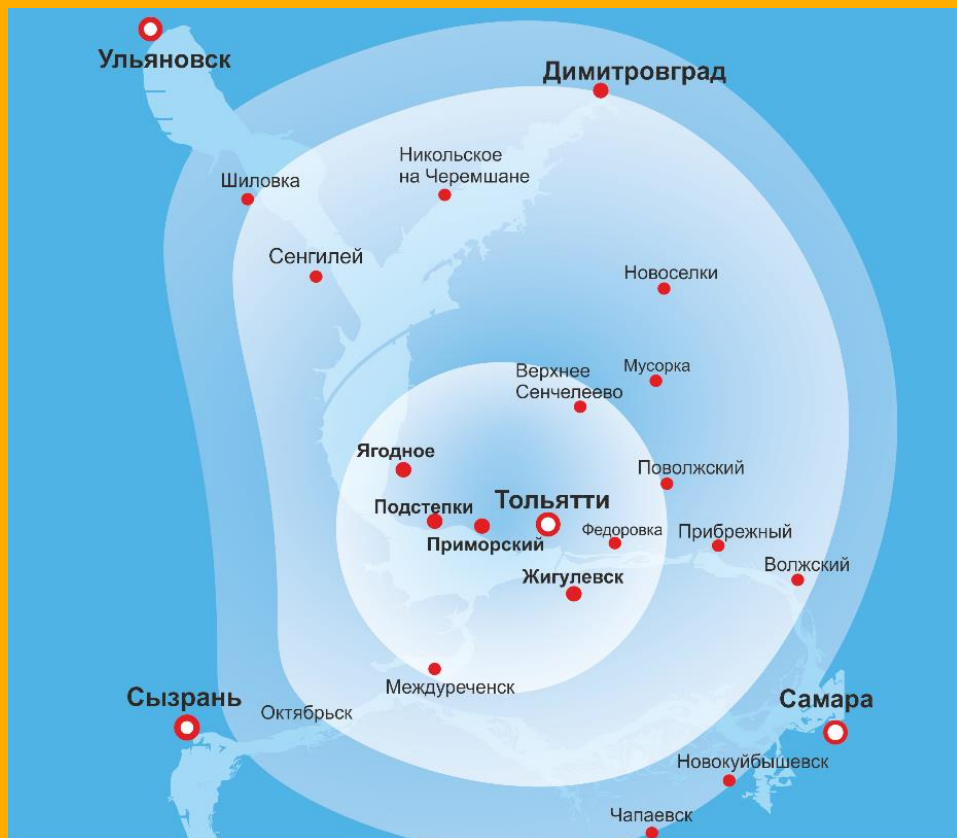 Ульяновск
Димитровград
Никольское
на Черемшане
Шиловка
Сенгилей
Новоселки
Верхнее
Сенчелеево
Мусорка
Ягодное
Поволжский
Подстепки
Тольятти
Приморский
Федоровка
Прибрежный
Волжский
Жигулевск
Междуреченск
Сызрань
Октябрьск
Самара
Новокуйбышевск
Чапаевск